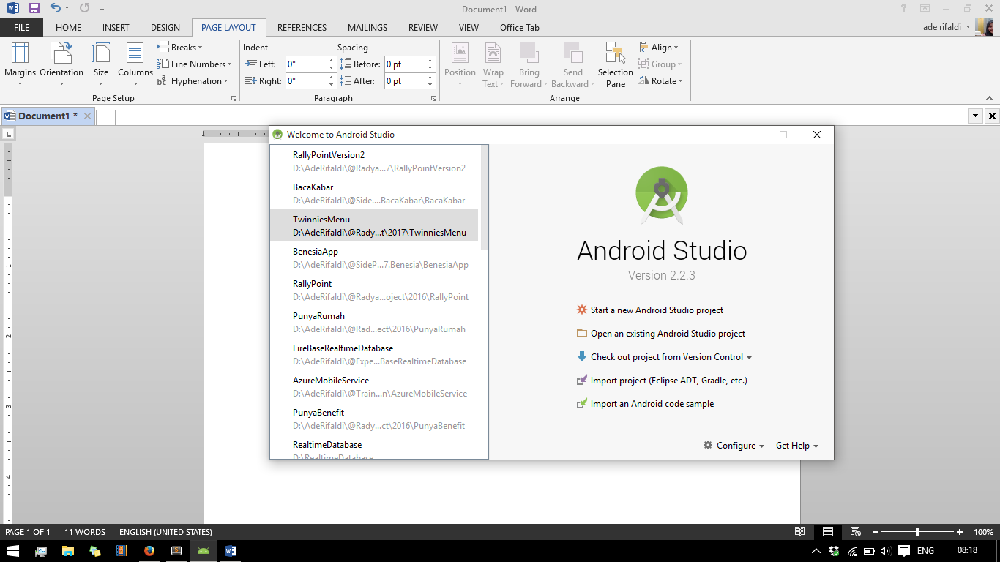 Document1 - Word
FILE HOME INSERT DESIGN PAGE LAYOUT REFERENCES MAILINGS REVIEW VIEW Office Tab ade rifaldi
Margins Orientation Size Columns
Breaks
Line Numbers
Hyphenation
Page Setup
Indent Spacing
Left: 0" Before: 0 pt
Right: 0" After: 0 pt
Paragraph
Position
Wrap Text
Bring Forward
Send Backward
Selection Pane
Align
Group
Rotate
Arrange
Document1 *
Welcome to Android Studio
RallyPointVersion2
D:\AdeRifaldi\@Radya...7\RallyPointVersion2
BacaKabar
D:\AdeRifaldi\@Side....BacaKabar\BacaKabar
TwinniesMenu
D:\AdeRifaldi\@Rady...t\2017\TwinniesMenu
BenesiaApp
D:\AdeRifaldi\@SideP...7.Benesia\BenesiaApp
RallyPoint
D:\AdeRifaldi\@Radya...oject\2016\RallyPoint
PunyaRumah
D:\AdeRifaldi\@Rad...ect\2016\PunyaRumah
FireBaseRealtimeDatabase
D:\AdeRifaldi\@Expe...BaseRealtimeDatabase
AzureMobileService
D:\AdeRifaldi\@Train...n\AzureMobileService
PunyaBenefit
D:\AdeRifaldi\@Rady...ct\2016\PunyaBenefit
RealtimeDatabase
D:\RealtimeDatabase
Android Studio
Version 2.2.3
Start a new Android Studio project
Open an existing Android Studio project
Check out project from Version Control
Import project (Eclipse ADT, Gradle, etc.)
Import an Android code sample
Configure Get Help
1
1
2
3
4
PAGE 1 OF 1 11 WORDS ENGLISH (UNITED STATES) 100%
ENG 08:18